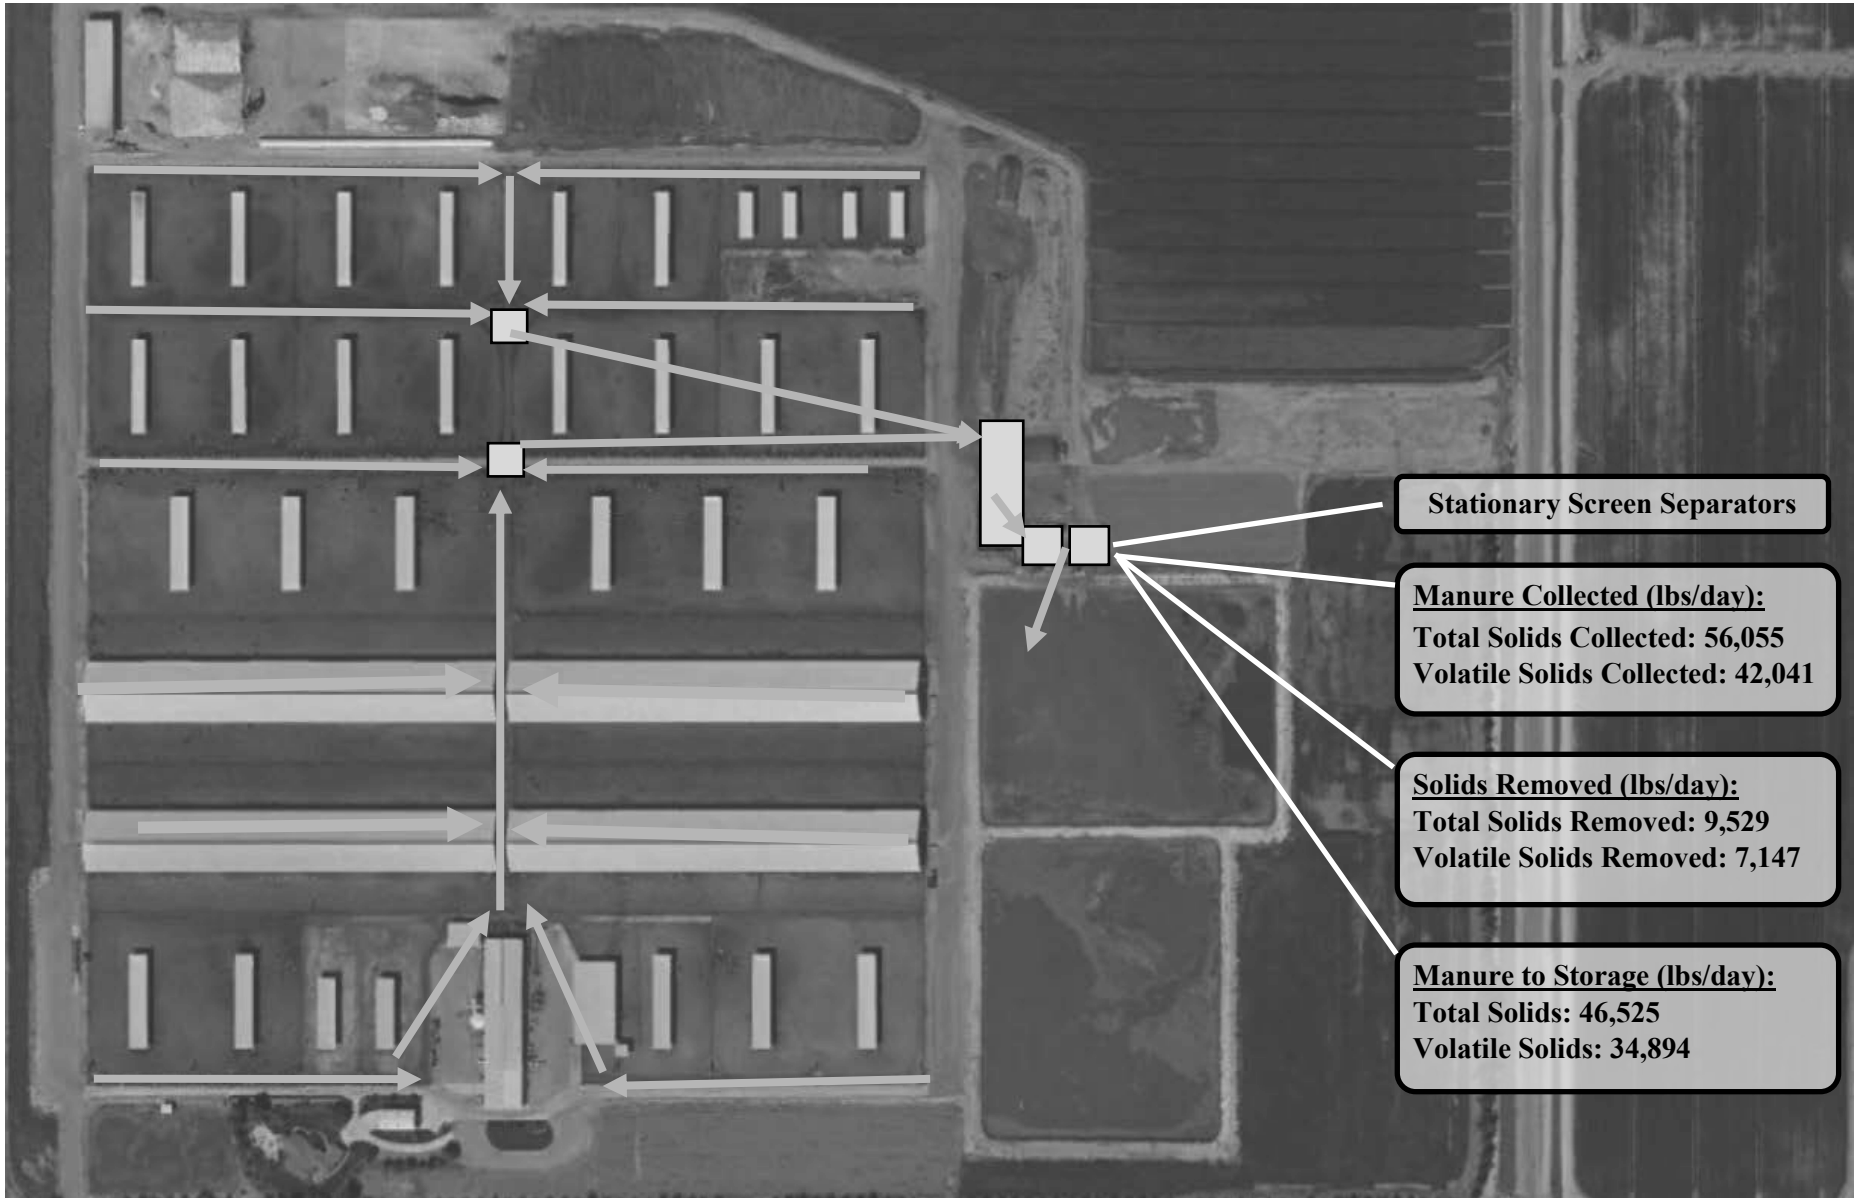 Stationary Screen Separators
Manure Collected (lbs/day):
Total Solids Collected: 56,055
Volatile Solids Collected: 42,041
Solids Removed (lbs/day):
Total Solids Removed: 9,529
Volatile Solids Removed: 7,147
Manure to Storage (lbs/day):
Total Solids: 46,525
Volatile Solids: 34,894